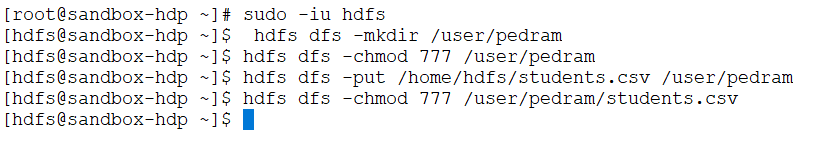 [root@sandbox-hdp ~]# sudo -iu hdfs
[hdfs@sandbox-hdp ~]$  hdfs dfs -mkdir /user/pedram
[hdfs@sandbox-hdp ~]$ hdfs dfs -chmod 777 /user/pedram
[hdfs@sandbox-hdp ~]$ hdfs dfs -put /home/hdfs/students.csv /user/pedram
[hdfs@sandbox-hdp ~]$ hdfs dfs -chmod 777 /user/pedram/students.csv
[hdfs@sandbox-hdp ~]$